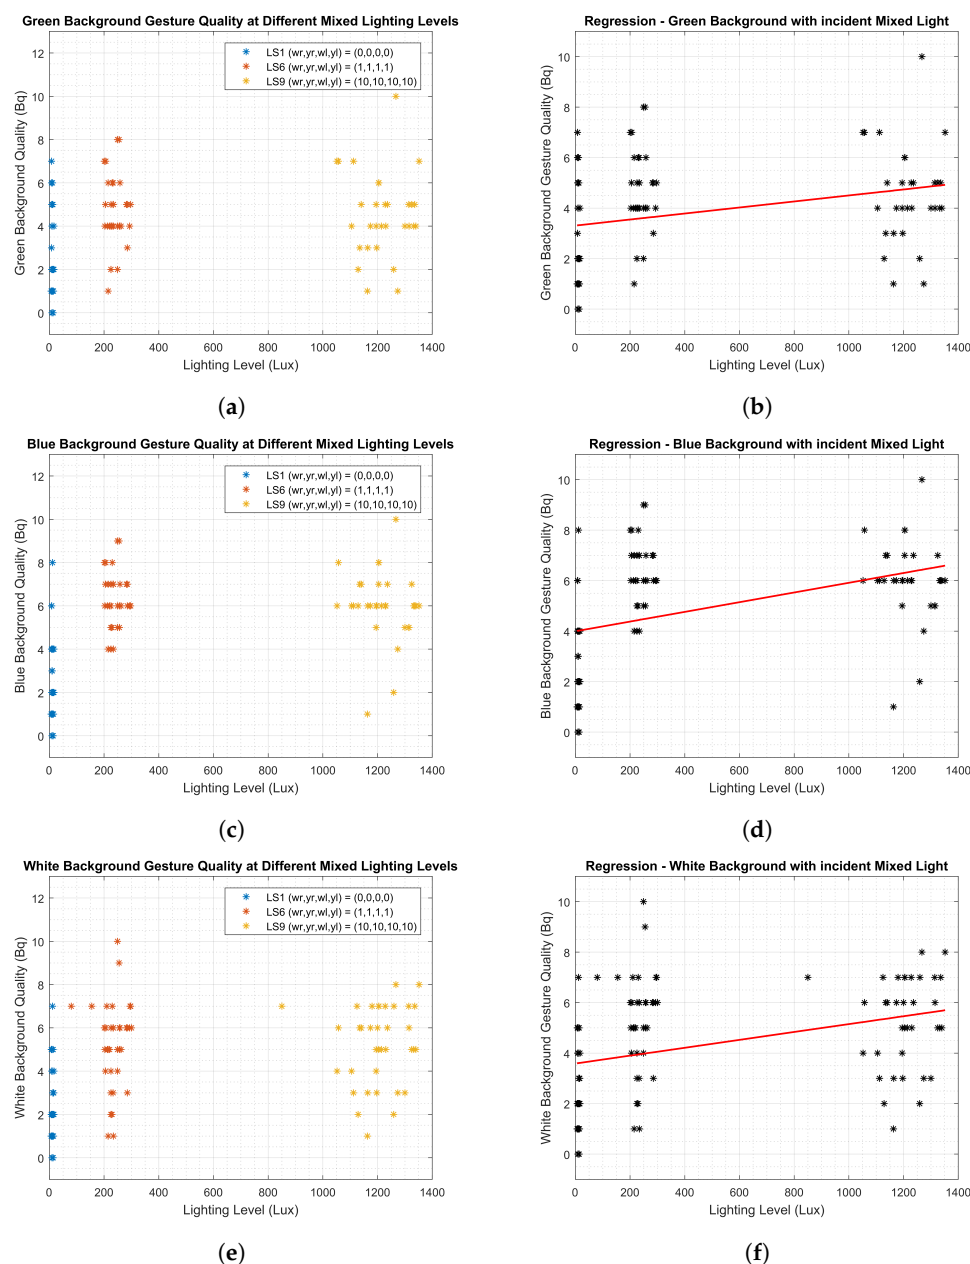 Green Background Gesture Quality at Different Mixed Lighting Levels
LS1 (wr,yr,wl,yl) = (0,0,0,0)
LS6 (wr,yr,wl,yl) = (1,1,1,1)
LS9 (wr,yr,wl,yl) = (10,10,10,10)
Green Background Quality (Bq)
12
10
8
6
4
2
0
0 200 400 600 800 1000 1200 1400
Lighting Level (Lux)
(a)
Regression - Green Background with incident Mixed Light
Green Background Gesture Quality (Bq)
10
8
6
4
2
0
0 200 400 600 800 1000 1200 1400
Lighting Level (Lux)
(b)
Blue Background Gesture Quality at Different Mixed Lighting Levels
LS1 (wr,yr,wl,yl) = (0,0,0,0)
LS6 (wr,yr,wl,yl) = (1,1,1,1)
LS9 (wr,yr,wl,yl) = (10,10,10,10)
Blue Background Quality (Bq)
12
10
8
6
4
2
0
0 200 400 600 800 1000 1200 1400
Lighting Level (Lux)
(c)
Regression - Blue Background with incident Mixed Light
Blue Background Gesture Quality (Bq)
10
8
6
4
2
0
0 200 400 600 800 1000 1200 1400
Lighting Level (Lux)
(d)
White Background Gesture Quality at Different Mixed Lighting Levels
LS1 (wr,yr,wl,yl) = (0,0,0,0)
LS6 (wr,yr,wl,yl) = (1,1,1,1)
LS9 (wr,yr,wl,yl) = (10,10,10,10)
White Background Quality (Bq)
12
10
8
6
4
2
0
0 200 400 600 800 1000 1200 1400
Lighting Level (Lux)
(e)
Regression - White Background with incident Mixed Light
White Background Gesture Quality (Bq)
10
8
6
4
2
0
0 200 400 600 800 1000 1200 1400
Lighting Level (Lux)
(f)